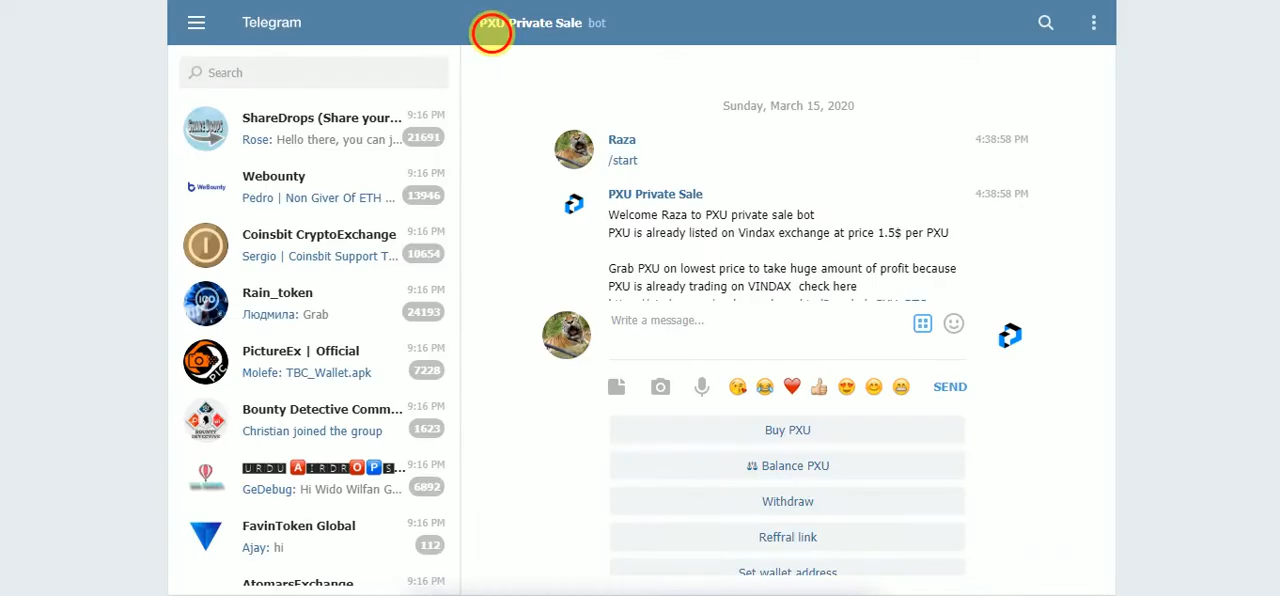 Telegram
PXU Private Sale bot
Search
ShareDrops (Share your... 9:16 PM
Rose: Hello there, you can j... 21691
Webounty 9:16 PM
Pedro | Non Giver Of ETH ... 13946
Coinsbit CryptoExchange 9:16 PM
Sergio | Coinsbit Support T... 10654
Rain_token 9:16 PM
Людмила: Grab 24193
PictureEx | Official 9:16 PM
Molefe: TBC_Wallet.apk 7228
Bounty Detective Comm... 9:16 PM
Christian joined the group 1623
URDU AIRDROPS... 9:16 PM
GeDebug: Hi Wido Wilfan G... 6892
FavinToken Global 9:16 PM
Ajay: hi 112
AtomarsExchange 9:16 PM
Sunday, March 15, 2020
Raza 4:38:58 PM
/start
PXU Private Sale 4:38:58 PM
Welcome Raza to PXU private sale bot
PXU is already listed on Vindax exchange at price 1.5$ per PXU
Grab PXU on lowest price to take huge amount of profit because
PXU is already trading on VINDAX check here
Write a message...
SEND
Buy PXU
Balance PXU
Withdraw
Reffral link
Set wallet address